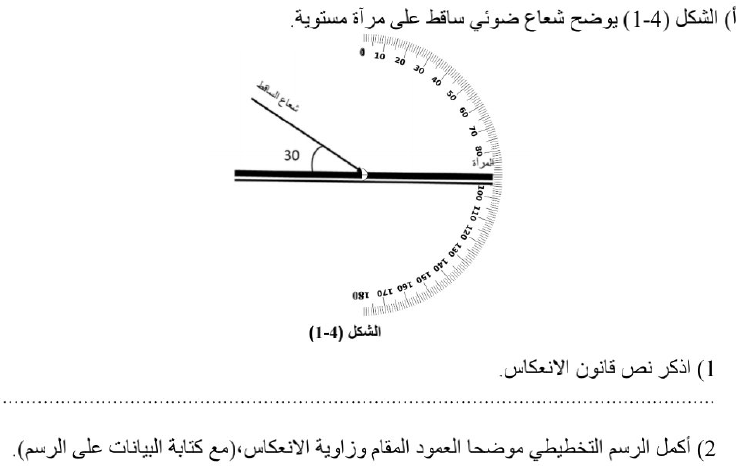 أ) الشكل (4-1) يوضح شعاع ضوئي ساقط على مرآة مستوية.
0 10 20 30 40 50 60 70 80
شعاع الساقط
30
المرآة
100 110 120 130 140 150 160 170 180
الشكل (4-1)
1) اذكر نص قانون الانعكاس.
2) أكمل الرسم التخطيطي موضحا العمود المقام وزاوية الانعكاس،(مع كتابة البيانات على الرسم).